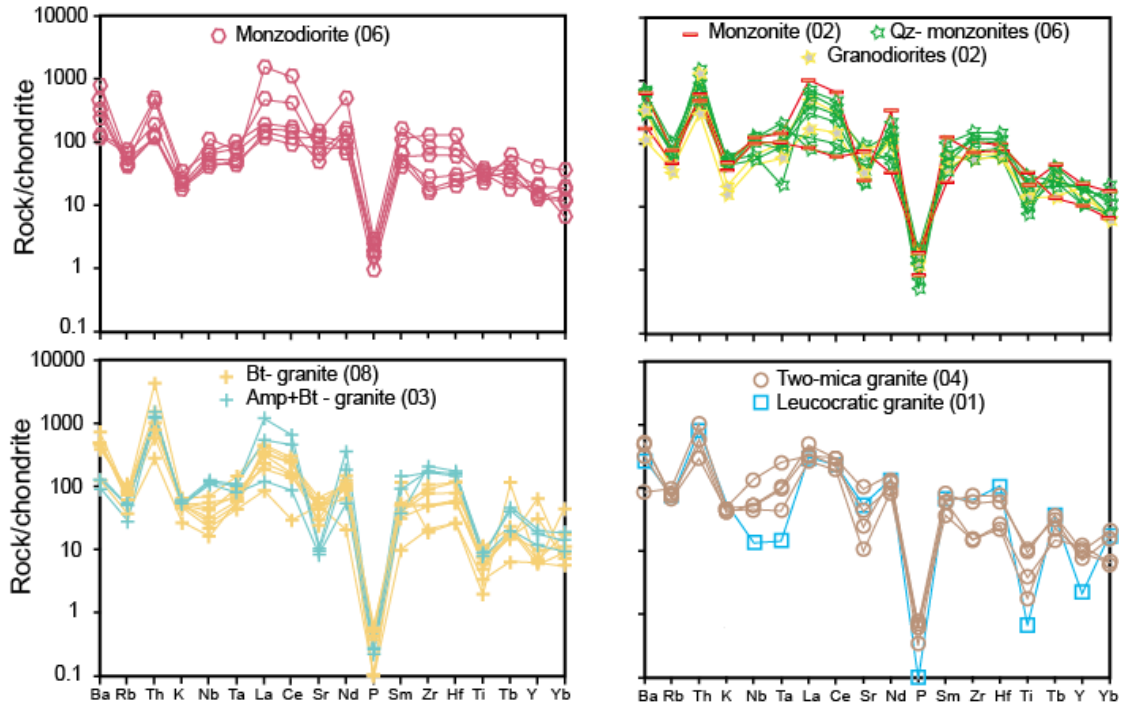 10000
1000
100
10
1
0.1
Rock/chondrite
Monzodiorite (06)
Monzonite (02)
Qz- monzonites (06)
Granodiorites (02)
10000
1000
100
10
1
0.1
Rock/chondrite
Bt- granite (08)
Amp+Bt - granite (03)
Two-mica granite (04)
Leucocratic granite (01)
Ba Rb Th K Nb Ta La Ce Sr Nd P Sm Zr Hf Ti Tb Y Yb
Ba Rb Th K Nb Ta La Ce Sr Nd P Sm Zr Hf Ti Tb Y Yb